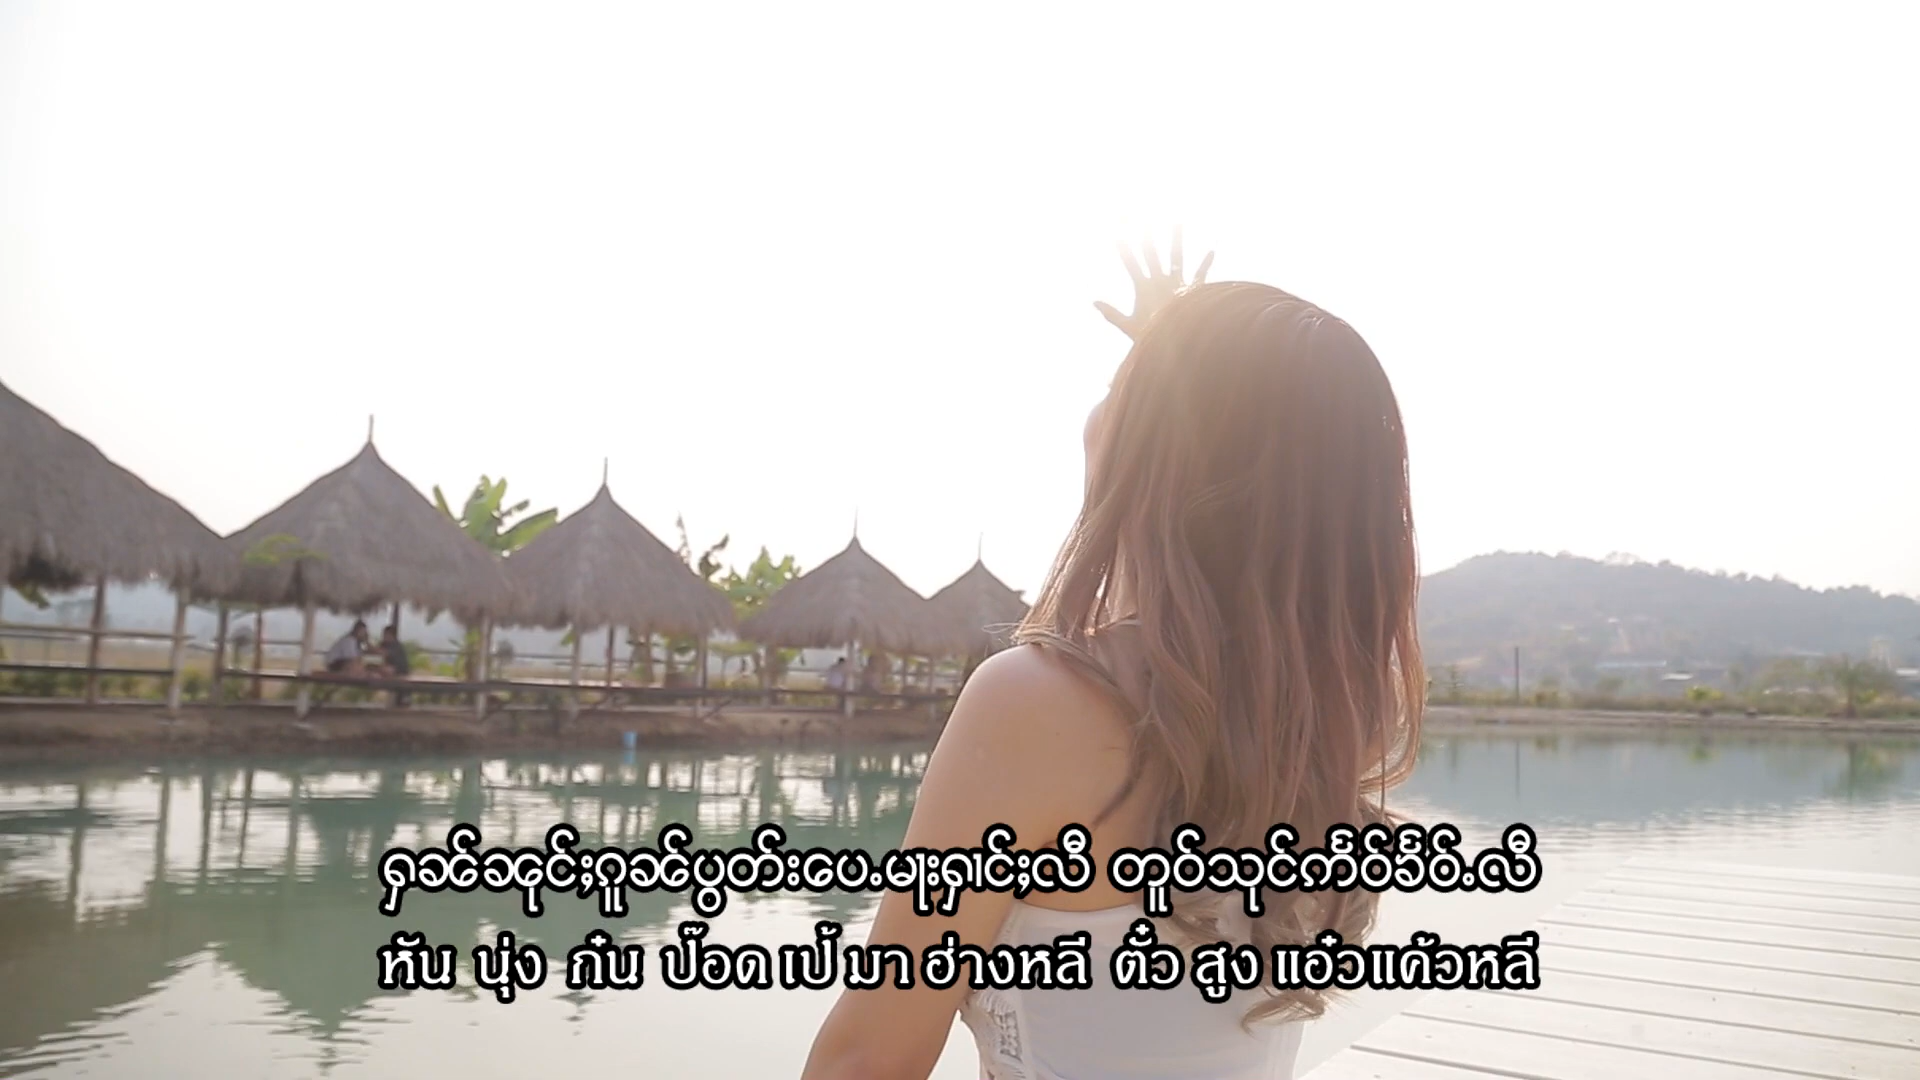 ႁၼ်ၼုင်ႈၵူၼ်ပွတ်းပေႉမႃးႁၢင်ႈလီ တူဝ်သုင်ဢႅဝ်ၶႅဝ်ႉလီ
หัน นุ่ง ก๋น ป๊อด เป้ มา ฮ่างหลี ตั๋ว สูง แอ๋วแค้วหลี